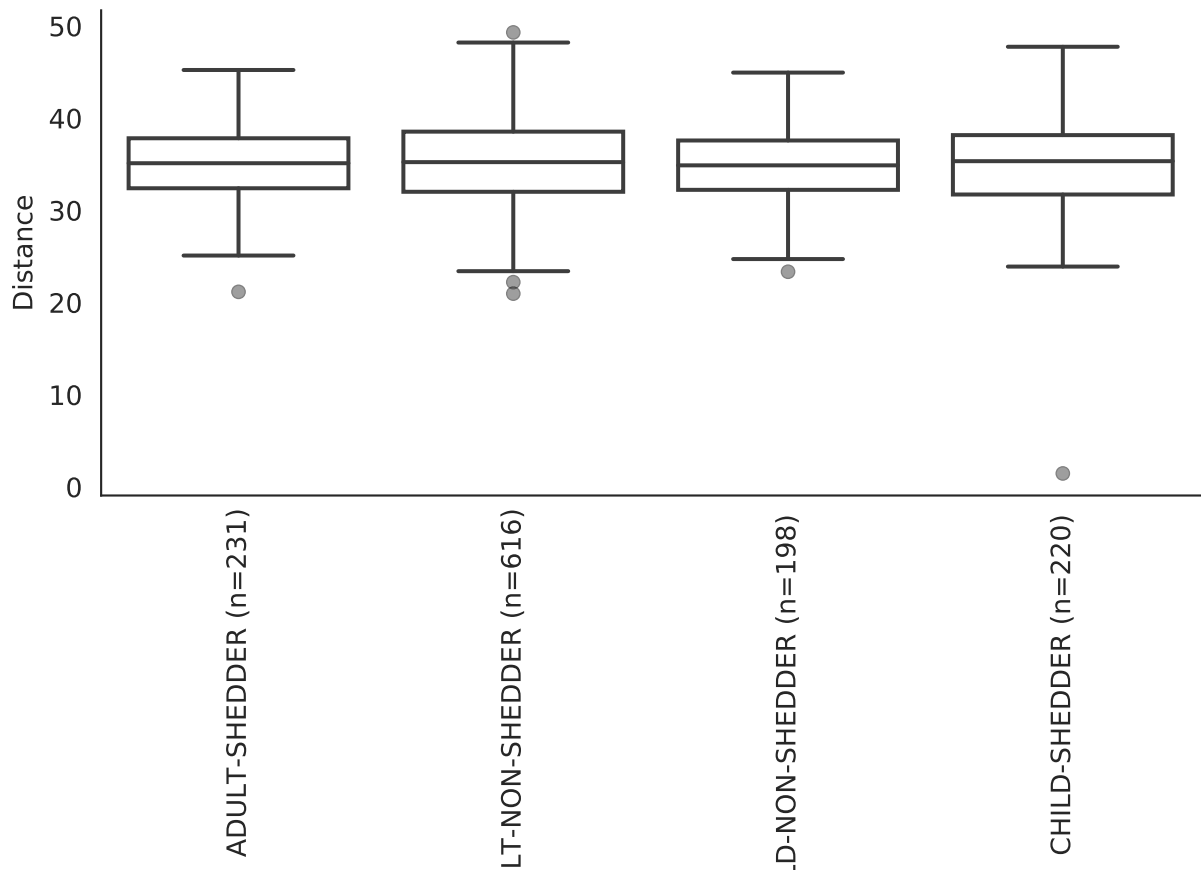 50
40
30
20
10
0
Distance
ADULT-SHEDDER (n=231)
LT-NON-SHEDDER (n=616)
LD-NON-SHEDDER (n=198)
CHILD-SHEDDER (n=220)